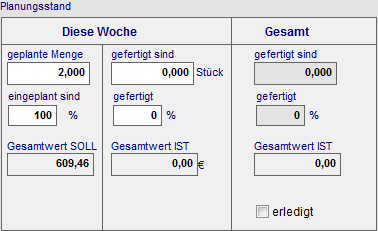 Planungsstand
Diese Woche Gesamt
geplante Menge gefertigt sind gefertigt sind
2,000 0,000 Stück 0,000
eingeplant sind gefertigt gefertigt
100 % 0 % 0 %
Gesamtwert SOLL Gesamtwert IST Gesamtwert IST
609,46 0,00 € 0,00
erledigt